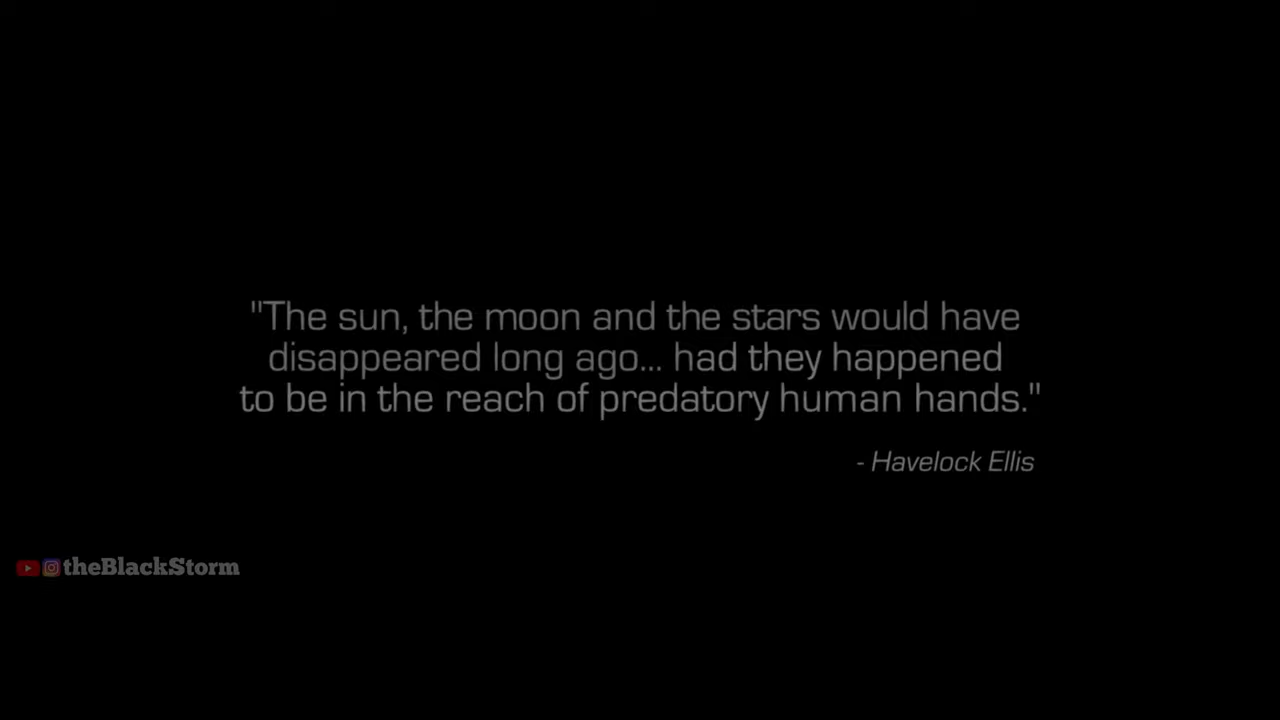 "The sun, the moon and the stars would have
disappeared long ago... had they happened
to be in the reach of predatory human hands."
- Havelock Ellis
theBlackStorm